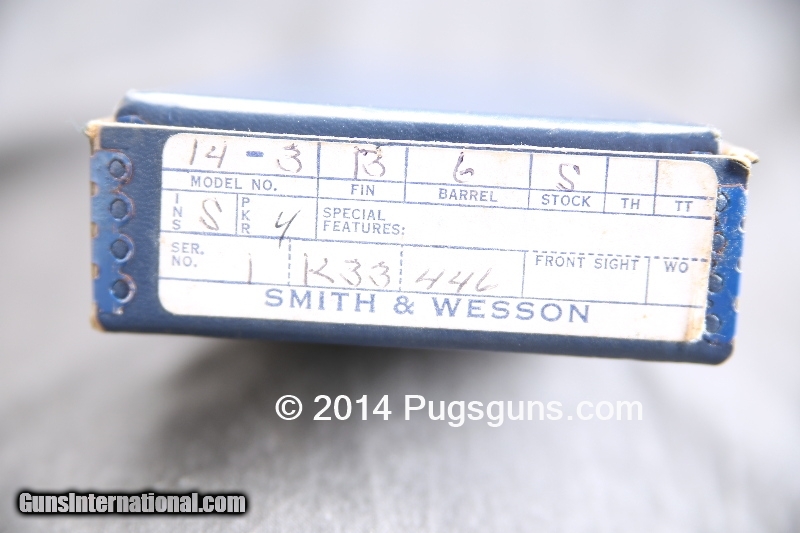 14-3 B 6 S
MODEL NO. FIN BARREL STOCK TH TT
INS S PKR 4 SPECIAL FEATURES:
SER. NO. 1 K33 446 FRONT SIGHT WO
SMITH & WESSON
© 2014 Pugsguns.com
GunsInternational.com